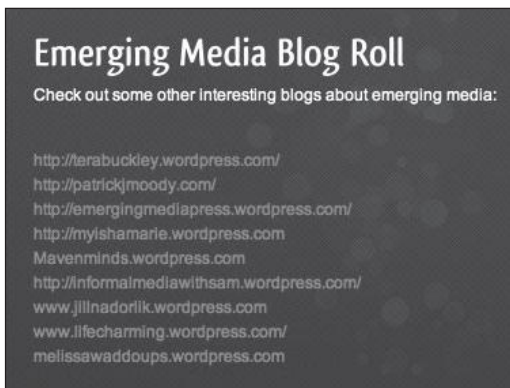 Emerging Media Blog Roll
Check out some other interesting blogs about emerging media:
http://terabuckley.wordpress.com/
http://patrickjmoody.com/
http://emergingmediapress.wordpress.com/
http://myishamarie.wordpress.com
Mavenminds.wordpress.com
http://informalmediawithsam.wordpress.com/
www.jillnadorlik.wordpress.com
www.lifecharming.wordpress.com/
melissawaddoups.wordpress.com